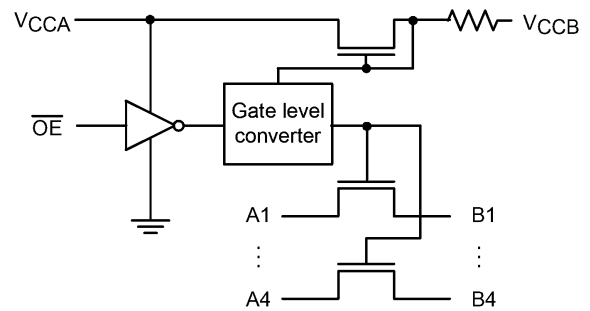 VCCA
VCCB
OE
Gate level
converter
A1
B1
A4
B4